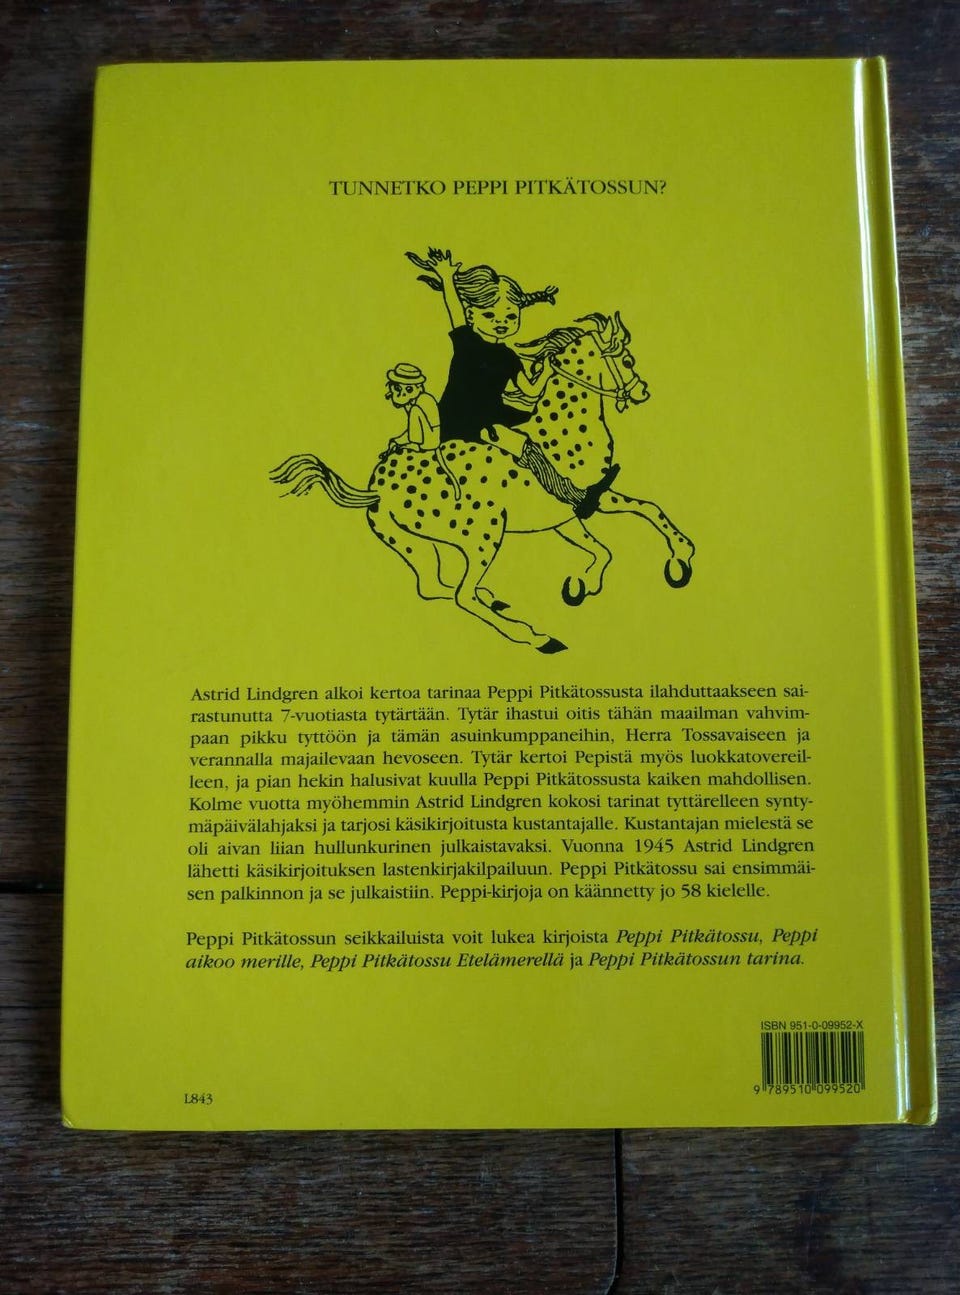 TUNNETKO PEPPI PITKÄTOSSUN?
Astrid Lindgren alkoi kertoa tarinaa Peppi Pitkätossusta ilahduttaakseen sai-
rastunutta 7-vuotiasta tytärtään. Tytär ihastui oitis tähän maailman vahvim-
paan pikku tyttöön ja tämän asuinkumppaneihin, Herra Tossavaiseen ja
verannalla majailevaan hevoseen. Tytär kertoi Pepistä myös luokkatovereil-
leen, ja pian hekin halusivat kuulla Peppi Pitkätossusta kaiken mahdollisen.
Kolme vuotta myöhemmin Astrid Lindgren kokosi tarinat tyttärelleen synty-
mäpäivälahjaksi ja tarjosi käsikirjoitusta kustantajalle. Kustantajan mielestä se
oli aivan liian hullunkurinen julkaistavaksi. Vuonna 1945 Astrid Lindgren
lähetti käsikirjoituksen lastenkirjakilpailuun. Peppi Pitkätossu sai ensimmäi-
sen palkinnon ja se julkaistiin. Peppi-kirjoja on käännetty jo 58 kielelle.
Peppi Pitkätossun seikkailuista voit lukea kirjoista Peppi Pitkätossu, Peppi
aikoo merille, Peppi Pitkätossu Etelämerellä ja Peppi Pitkätossun tarina.
ISBN 951-0-09952-X
9 789510 099520
L843